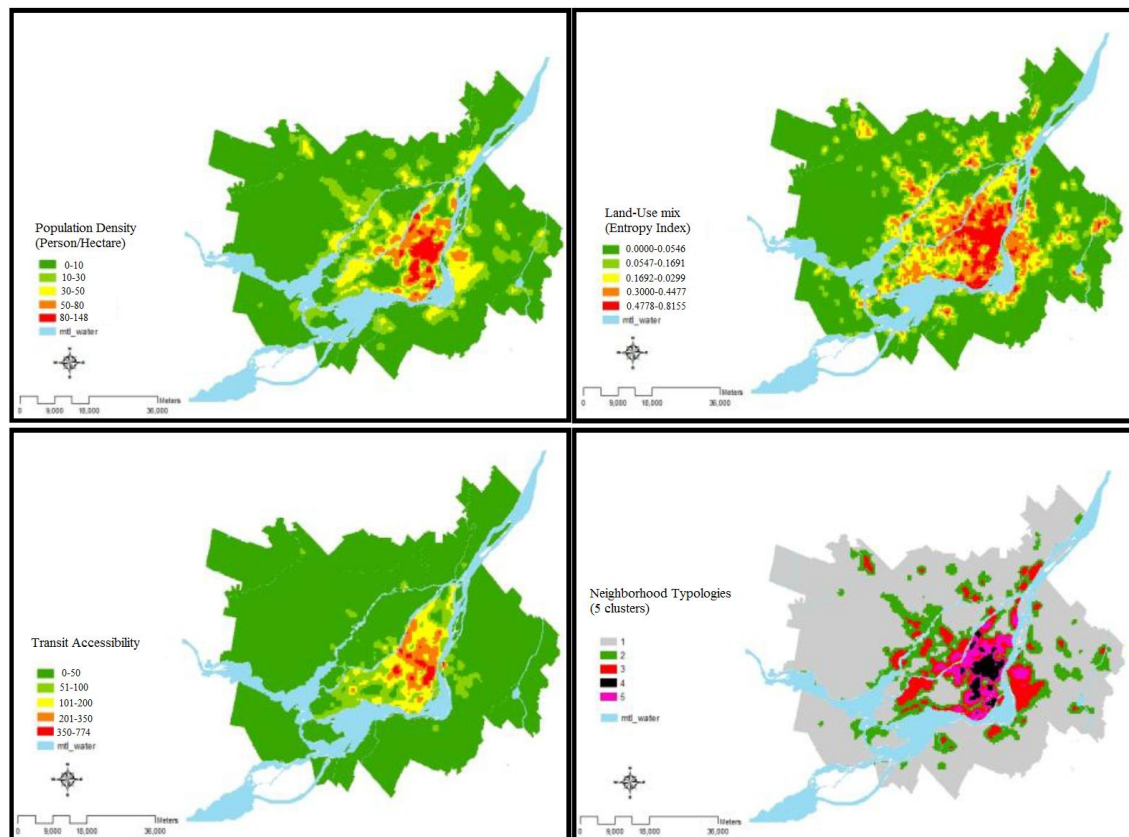 Population Density
(Person/Hectare)
0-10
10-30
30-50
50-80
80-148
mtl_water
0 9,000 18,000 36,000 Meters
Land-Use mix
(Entropy Index)
0.0000-0.0546
0.0547-0.1691
0.1692-0.0299
0.3000-0.4477
0.4778-0.8155
mtl_water
0 9,000 18,000 36,000 Meters
Transit Accessibility
0-50
51-100
101-200
201-350
350-774
mtl_water
0 9,000 18,000 36,000 Meters
Neighborhood Typologies
(5 clusters)
1
2
3
4
5
mtl_water
0 9,000 18,000 36,000 Meters